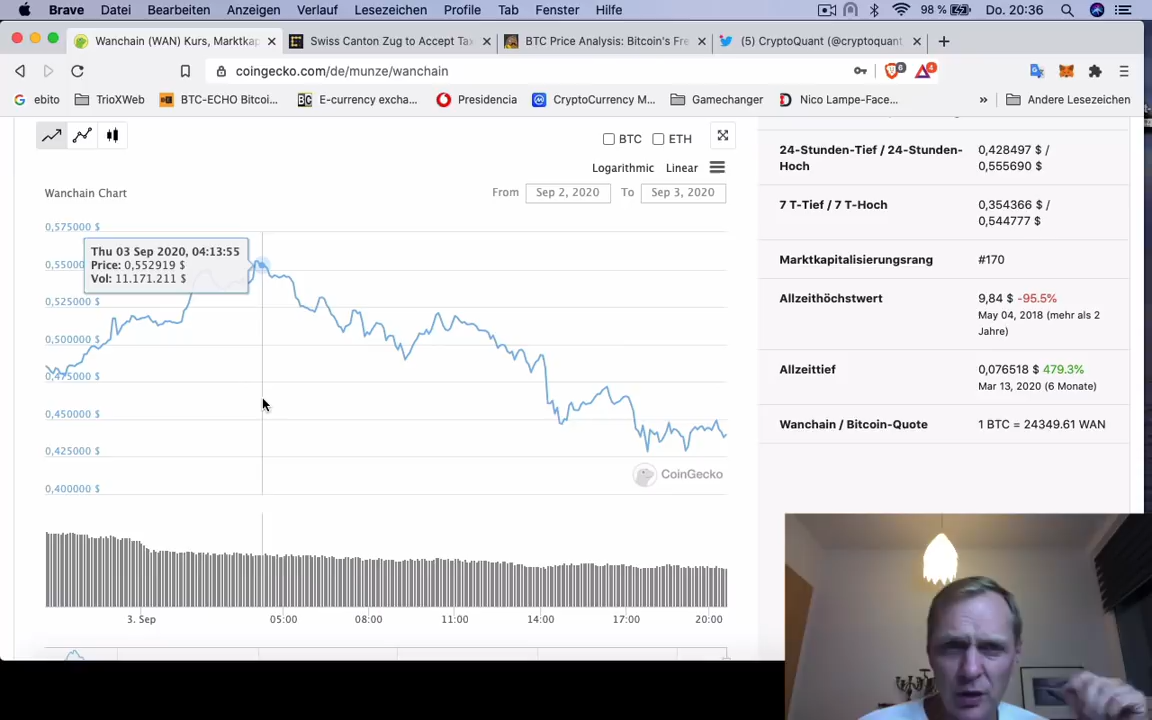 Brave Datei Bearbeiten Anzeigen Verlauf Lesezeichen Profile Tab Fenster Hilfe 98 % Do. 20:36
Wanchain (WAN) Kurs, Marktkap
Swiss Canton Zug to Accept Tax
BTC Price Analysis: Bitcoin's Fre
(5) CryptoQuant (@cryptoquant
coingecko.com/de/munze/wanchain
6
4
ebito TrioXWeb BTC-ECHO Bitcoi... E-currency excha... Presidencia CryptoCurrency M... Gamechanger Nico Lampe-Face... » Andere Lesezeichen
BTC ETH
Logarithmic Linear
Wanchain Chart
From Sep 2, 2020 To Sep 3, 2020
0,575000 $
0,55000
0,525000 $
0,500000 $
0,475000 $
0,450000 $
0,425000 $
0,400000 $
Thu 03 Sep 2020, 04:13:55
Price: 0,552919 $
Vol: 11.171.211 $
CoinGecko
3. Sep 05:00 08:00 11:00 14:00 17:00 20:00
24-Stunden-Tief / 24-Stunden-
Hoch
0,428497 $ /
0,555690 $
7 T-Tief / 7 T-Hoch
0,354366 $ /
0,544777 $
Marktkapitalisierungsrang
#170
Allzeithöchstwert
9,84 $ -95.5%
May 04, 2018 (mehr als 2
Jahre)
Allzeittief
0,076518 $ 479.3%
Mar 13, 2020 (6 Monate)
Wanchain / Bitcoin-Quote
1 BTC = 24349.61 WAN